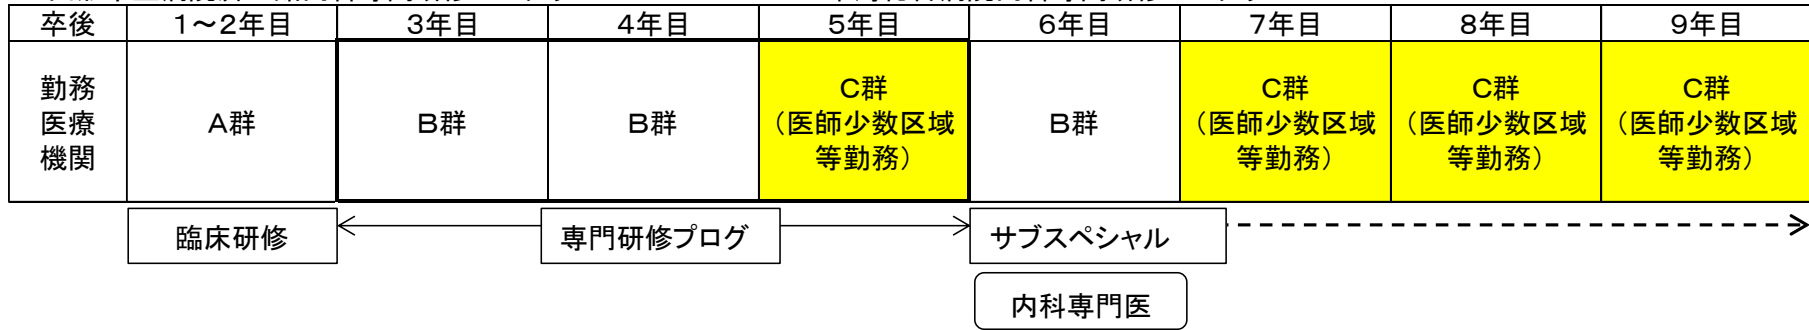 卒後 1～2年目 3年目 4年目 5年目 6年目 7年目 8年目 9年目
勤務
医療
機関
A群
B群
B群
C群
（医師少数区域
等勤務）
B群
C群
（医師少数区域
等勤務）
C群
（医師少数区域
等勤務）
C群
（医師少数区域
等勤務）
臨床研修
専門研修プログ
サブスペシャル
内科専門医